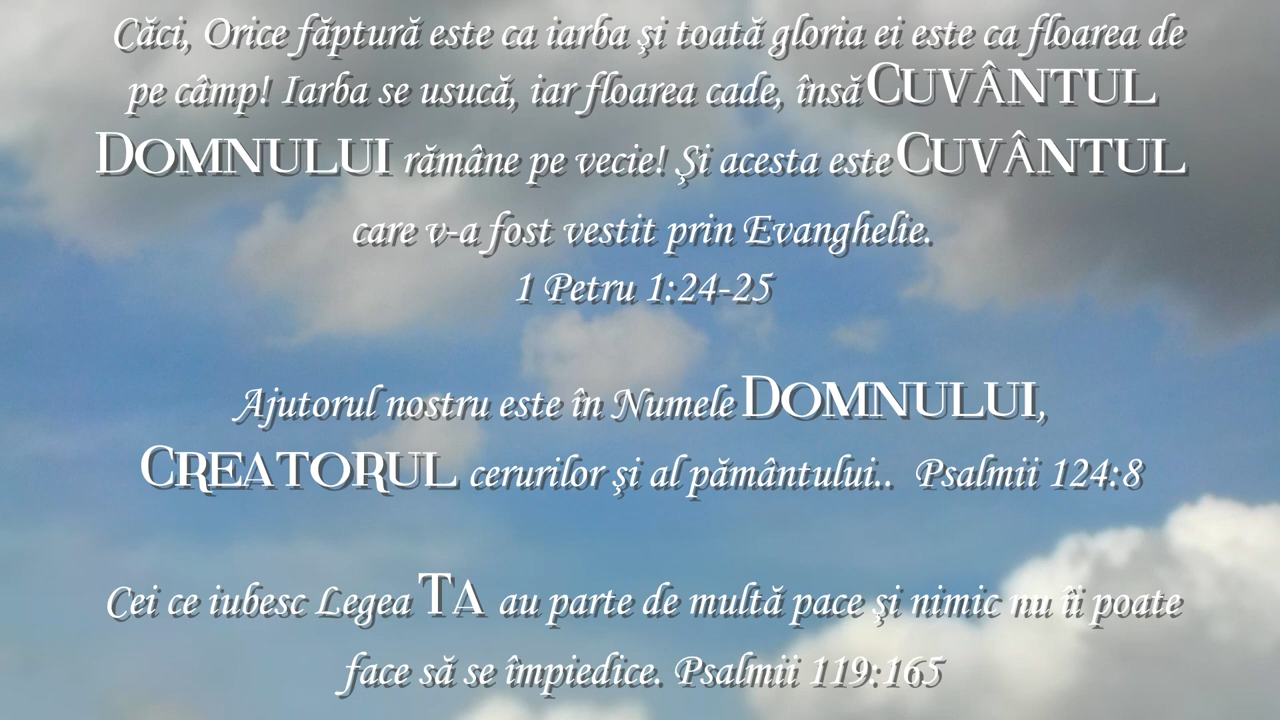 Căci, Orice făptură este ca iarba şi toată gloria ei este ca floarea de
pe câmp! Iarba se usucă, iar floarea cade, însă CUVÂNTUL
DOMNULUI rămâne pe vecie! Şi acesta este CUVÂNTUL
care v-a fost vestit prin Evanghelie.
1 Petru 1:24-25
Ajutorul nostru este în Numele DOMNULUI,
CREATORUL cerurilor şi al pământului.. Psalmii 124:8
Cei ce iubesc Legea TA au parte de multă pace şi nimic nu îi poate
face să se împiedice. Psalmii 119:165